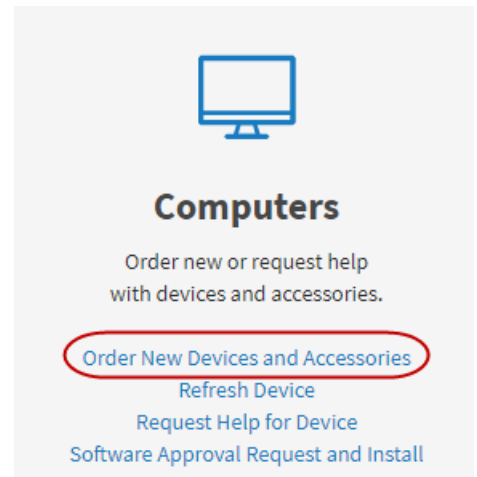 Computers
Order new or request help
with devices and accessories.
Order New Devices and Accessories
Refresh Device
Request Help for Device
Software Approval Request and Install